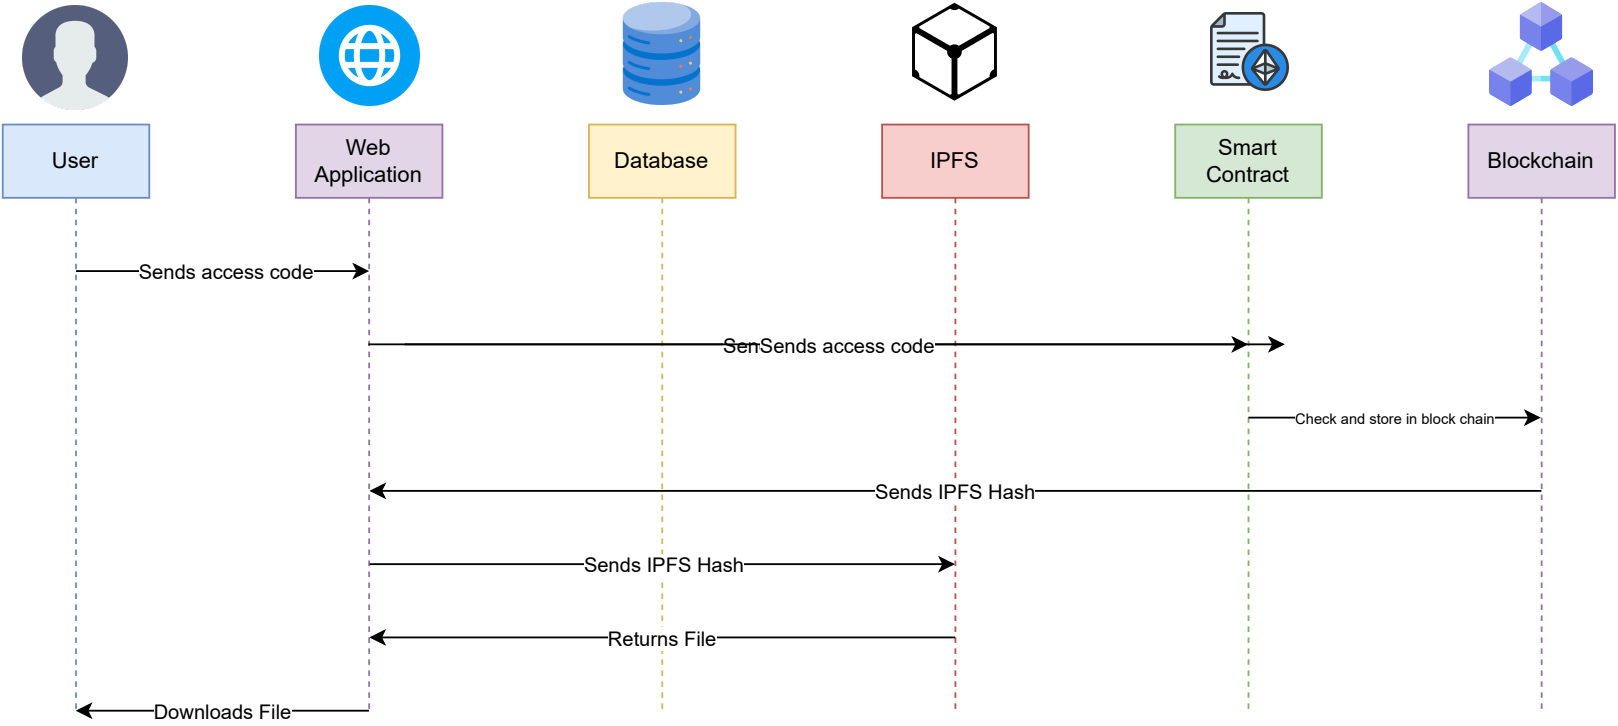 User
Web
Application
Database
IPFS
Smart
Contract
Blockchain
Sends access code
SenSends access code
Check and store in block chain
Sends IPFS Hash
Sends IPFS Hash
Returns File
Downloads File